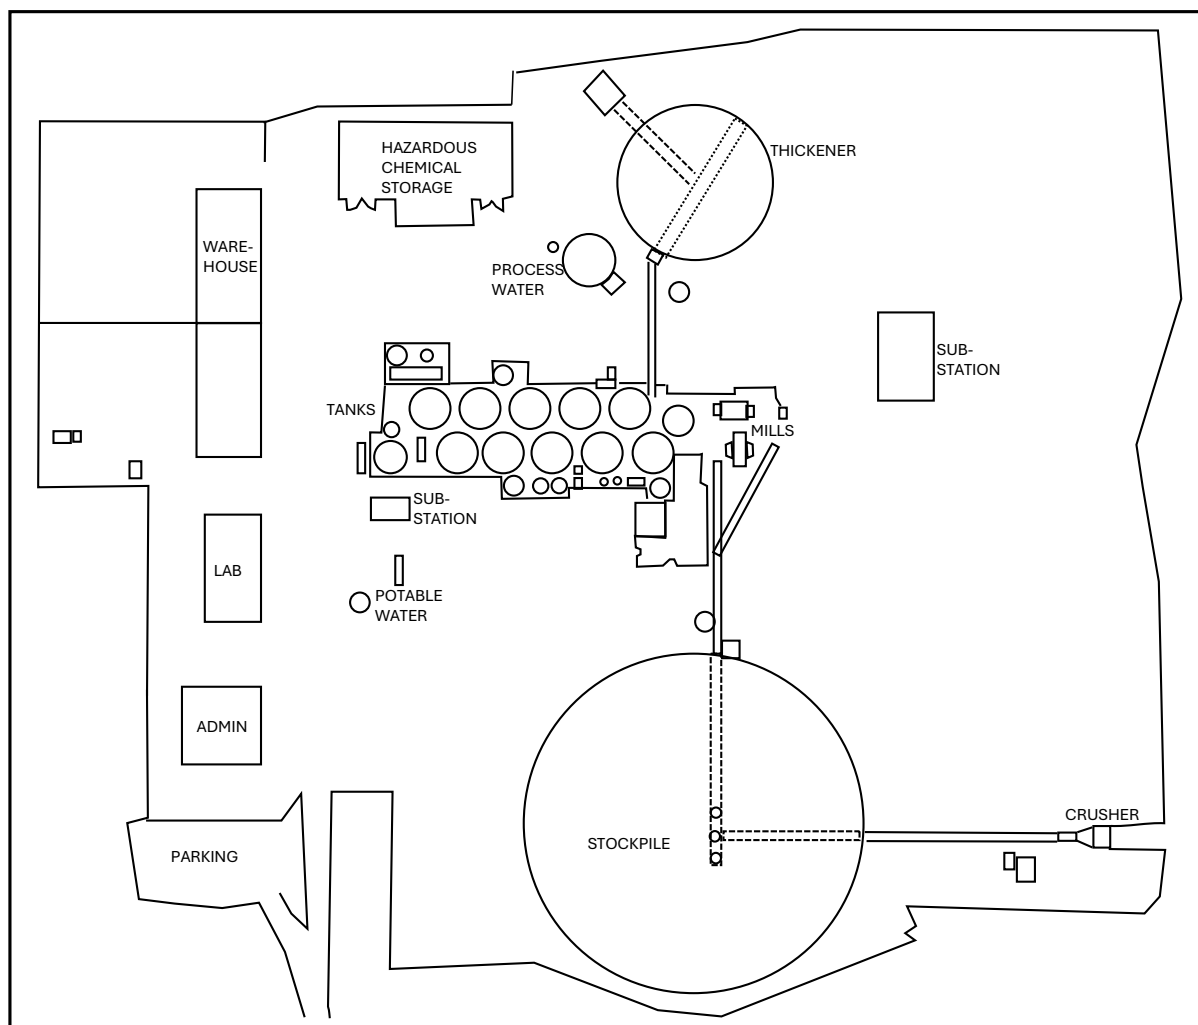 HAZARDOUS
CHEMICAL
STORAGE
THICKENER
WARE-
HOUSE
PROCESS
WATER
SUB-
STATION
TANKS
MILLS
SUB-
STATION
LAB
POTABLE
WATER
ADMIN
CRUSHER
STOCKPILE
PARKING